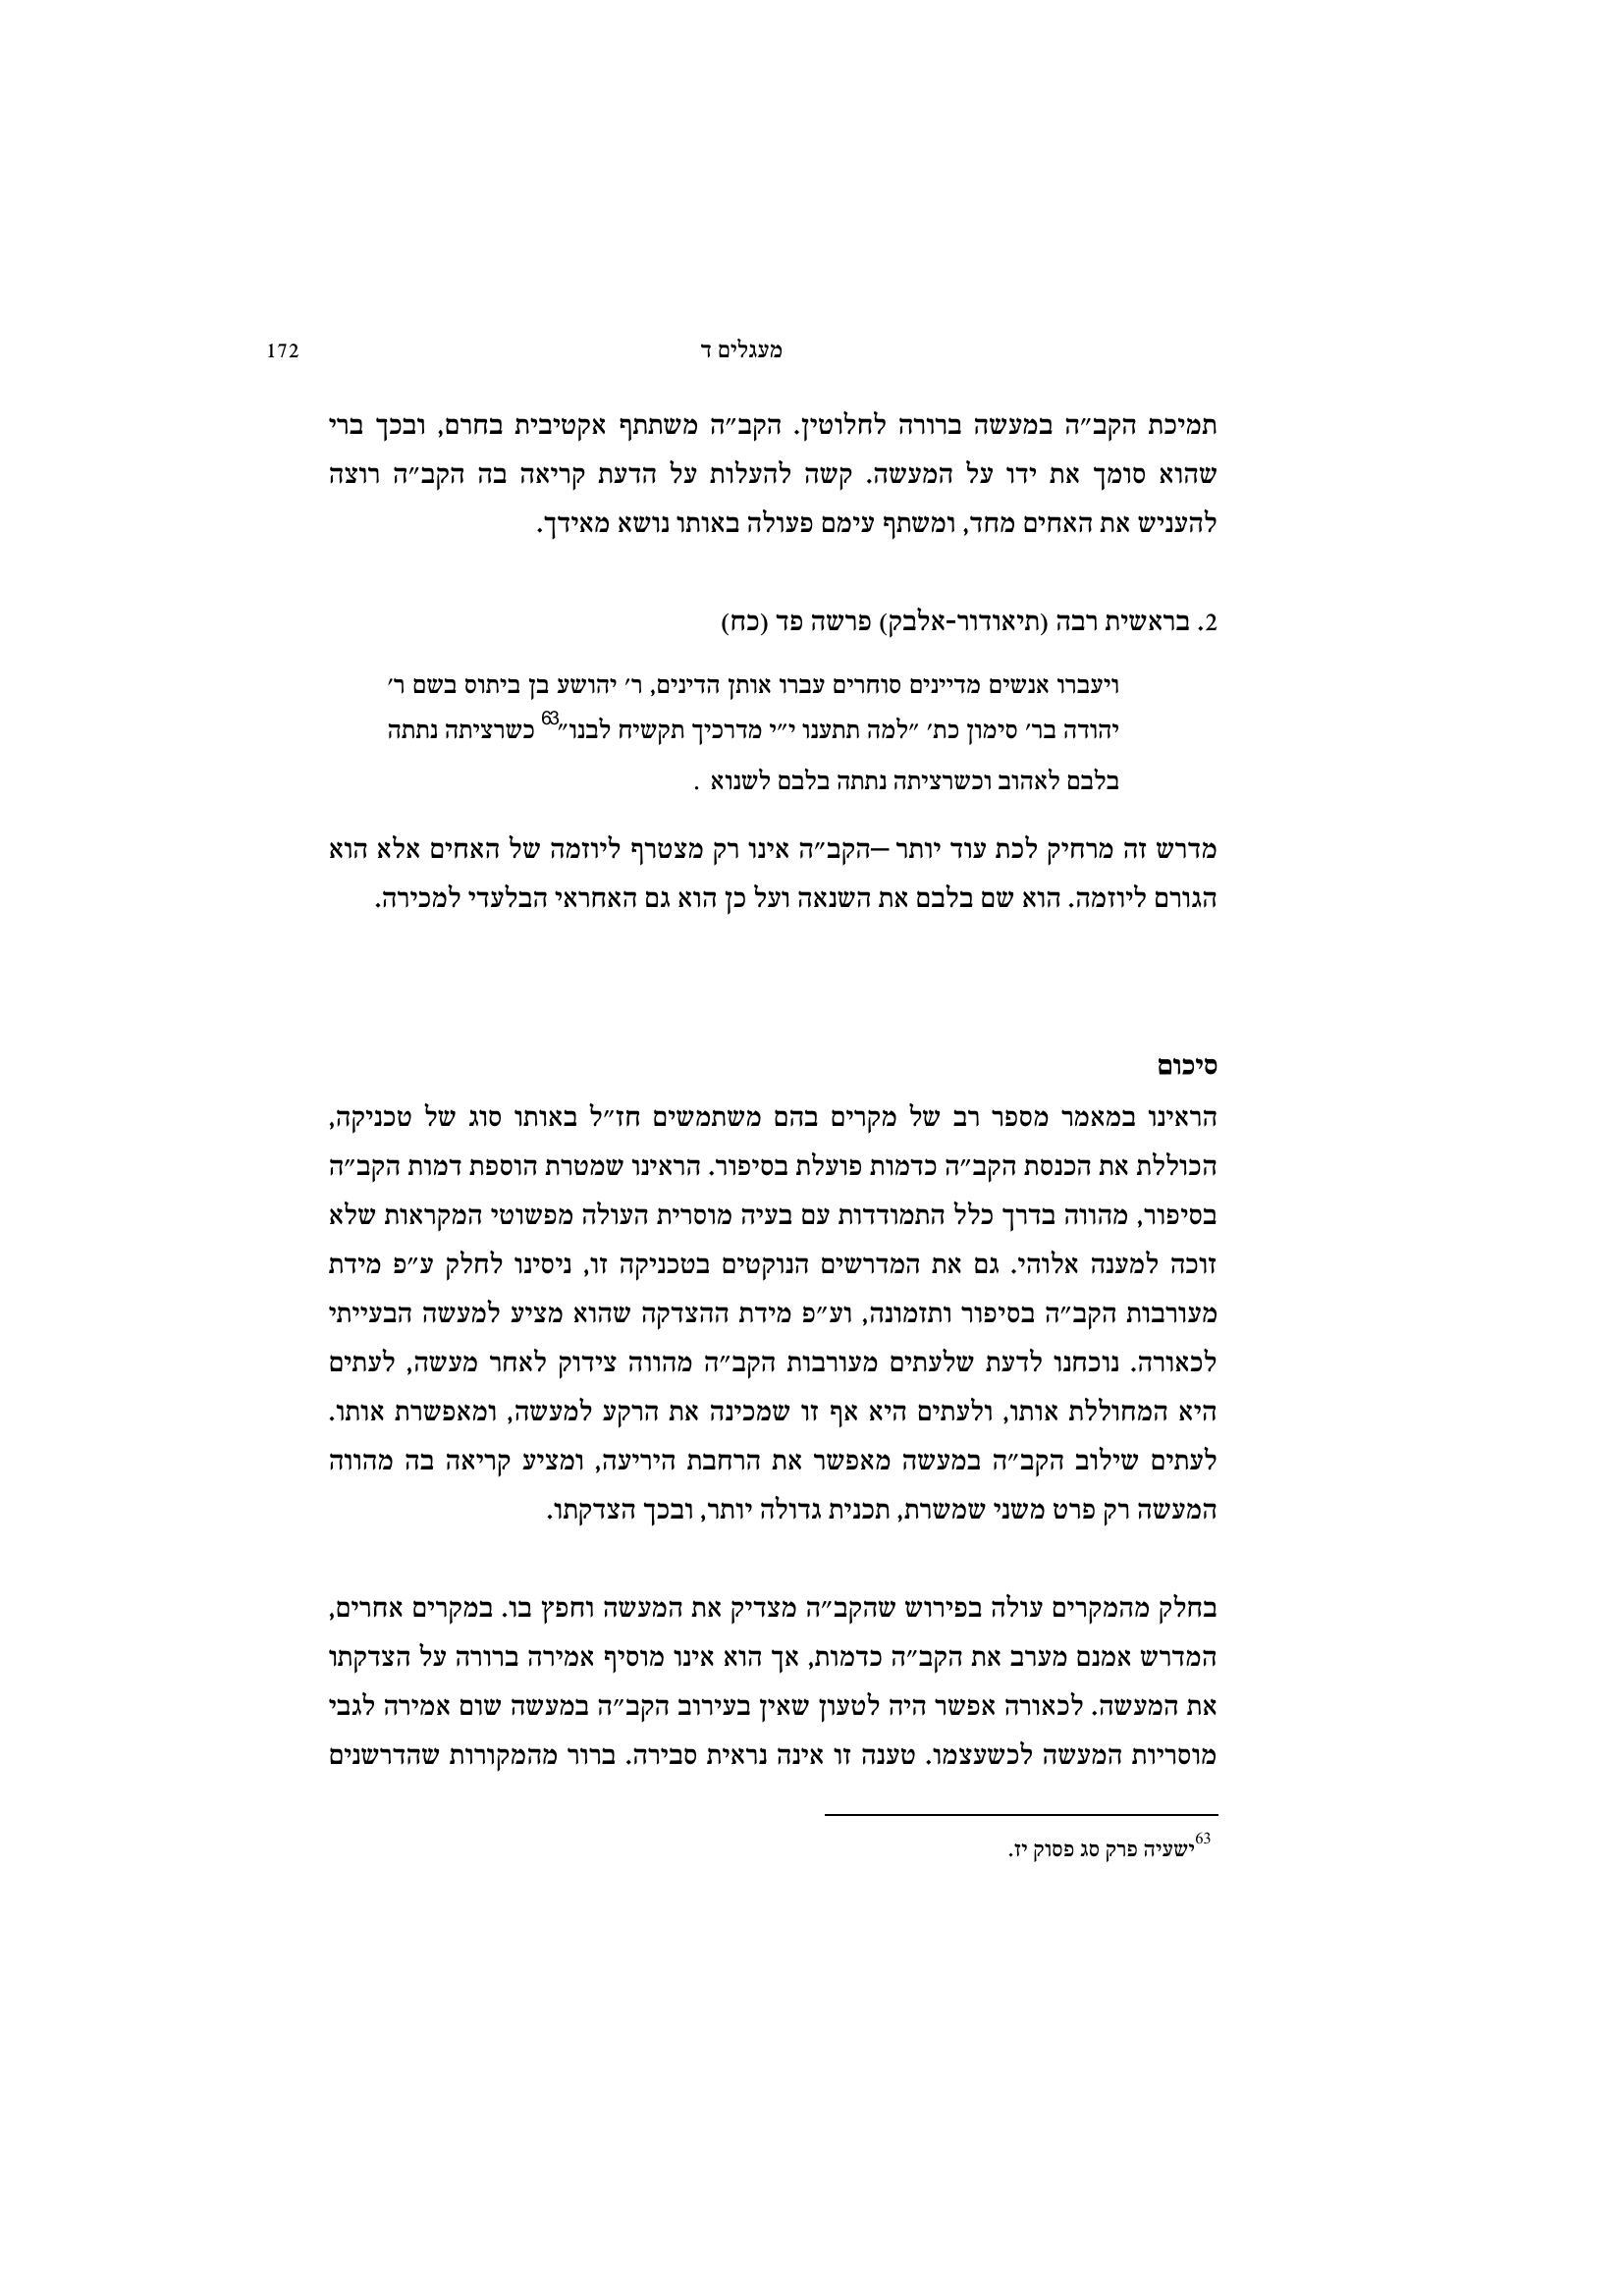 מעגלים ד 172
תמיכת הקב״ה במעשה ברורה לחלוטין. הקב״ה משתתף אקטיבית בחרם, ובכך ברי
שהוא סומך את ידו על המעשה. קשה להעלות על הדעת קריאה בה הקב״ה רוצה
להעניש את האחים מחד, ומשתף עימם פעולה באותו נושא מאידך.
2. בראשית רבה (תיאודור-אלבק) פרשה פד (כח)
ויעברו אנשים מדיינים סוחרים עברו אותן הדינים, ר׳ יהושע בן ביתוס בשם ר׳
יהודה בר׳ סימון כת׳ ״למה תתענו י״י מדרכיך תקשיח לבנו״63 כשרציתה נתתה
בלבם לאהוב וכשרציתה נתתה בלבם לשנוא .
מדרש זה מרחיק לכת עוד יותר –הקב״ה אינו רק מצטרף ליוזמה של האחים אלא הוא
הגורם ליוזמה. הוא שם בלבם את השנאה ועל כן הוא גם האחראי הבלעדי למכירה.
סיכום
הראינו במאמר מספר רב של מקרים בהם משתמשים חז״ל באותו סוג של טכניקה,
הכוללת את הכנסת הקב״ה כדמות פועלת בסיפור. הראינו שמטרת הוספת דמות הקב״ה
בסיפור, מהווה בדרך כלל התמודדות עם בעיה מוסרית העולה מפשוטי המקראות שלא
זוכה למענה אלוהי. גם את המדרשים הנוקטים בטכניקה זו, ניסינו לחלק ע״פ מידת
מעורבות הקב״ה בסיפור ותזמונה, וע״פ מידת ההצדקה שהוא מציע למעשה הבעייתי
לכאורה. נוכחנו לדעת שלעתים מעורבות הקב״ה מהווה צידוק לאחר מעשה, לעתים
היא המחוללת אותו, ולעתים היא אף זו שמכינה את הרקע למעשה, ומאפשרת אותו.
לעתים שילוב הקב״ה במעשה מאפשר את הרחבת היריעה, ומציע קריאה בה מהווה
המעשה רק פרט משני שמשרת, תכנית גדולה יותר, ובכך הצדקתו.
בחלק מהמקרים עולה בפירוש שהקב״ה מצדיק את המעשה וחפץ בו. במקרים אחרים,
המדרש אמנם מערב את הקב״ה כדמות, אך הוא אינו מוסיף אמירה ברורה על הצדקתו
את המעשה. לכאורה אפשר היה לטעון שאין בעירוב הקב״ה במעשה שום אמירה לגבי
מוסריות המעשה לכשעצמו. טענה זו אינה נראית סבירה. ברור מהמקורות שהדרשנים
63ישעיה פרק סג פסוק יז.